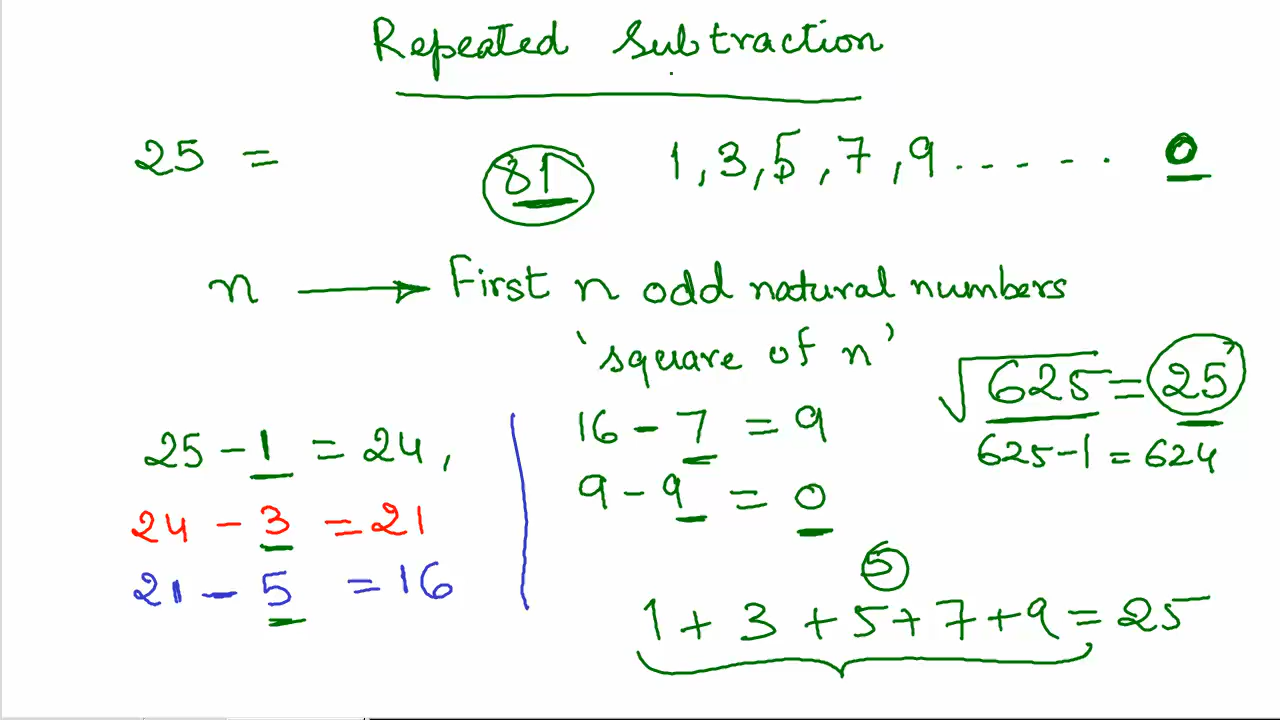 Repeated Subtraction
25 = 81 1, 3, 5, 7, 9 ...... 0
n → First n odd natural numbers
'square of n'
√625 = 25
625-1 = 624
25 - 1 = 24,
24 - 3 = 21
21 - 5 = 16
16 - 7 = 9
9 - 9 = 0
5
1 + 3 + 5 + 7 + 9 = 25